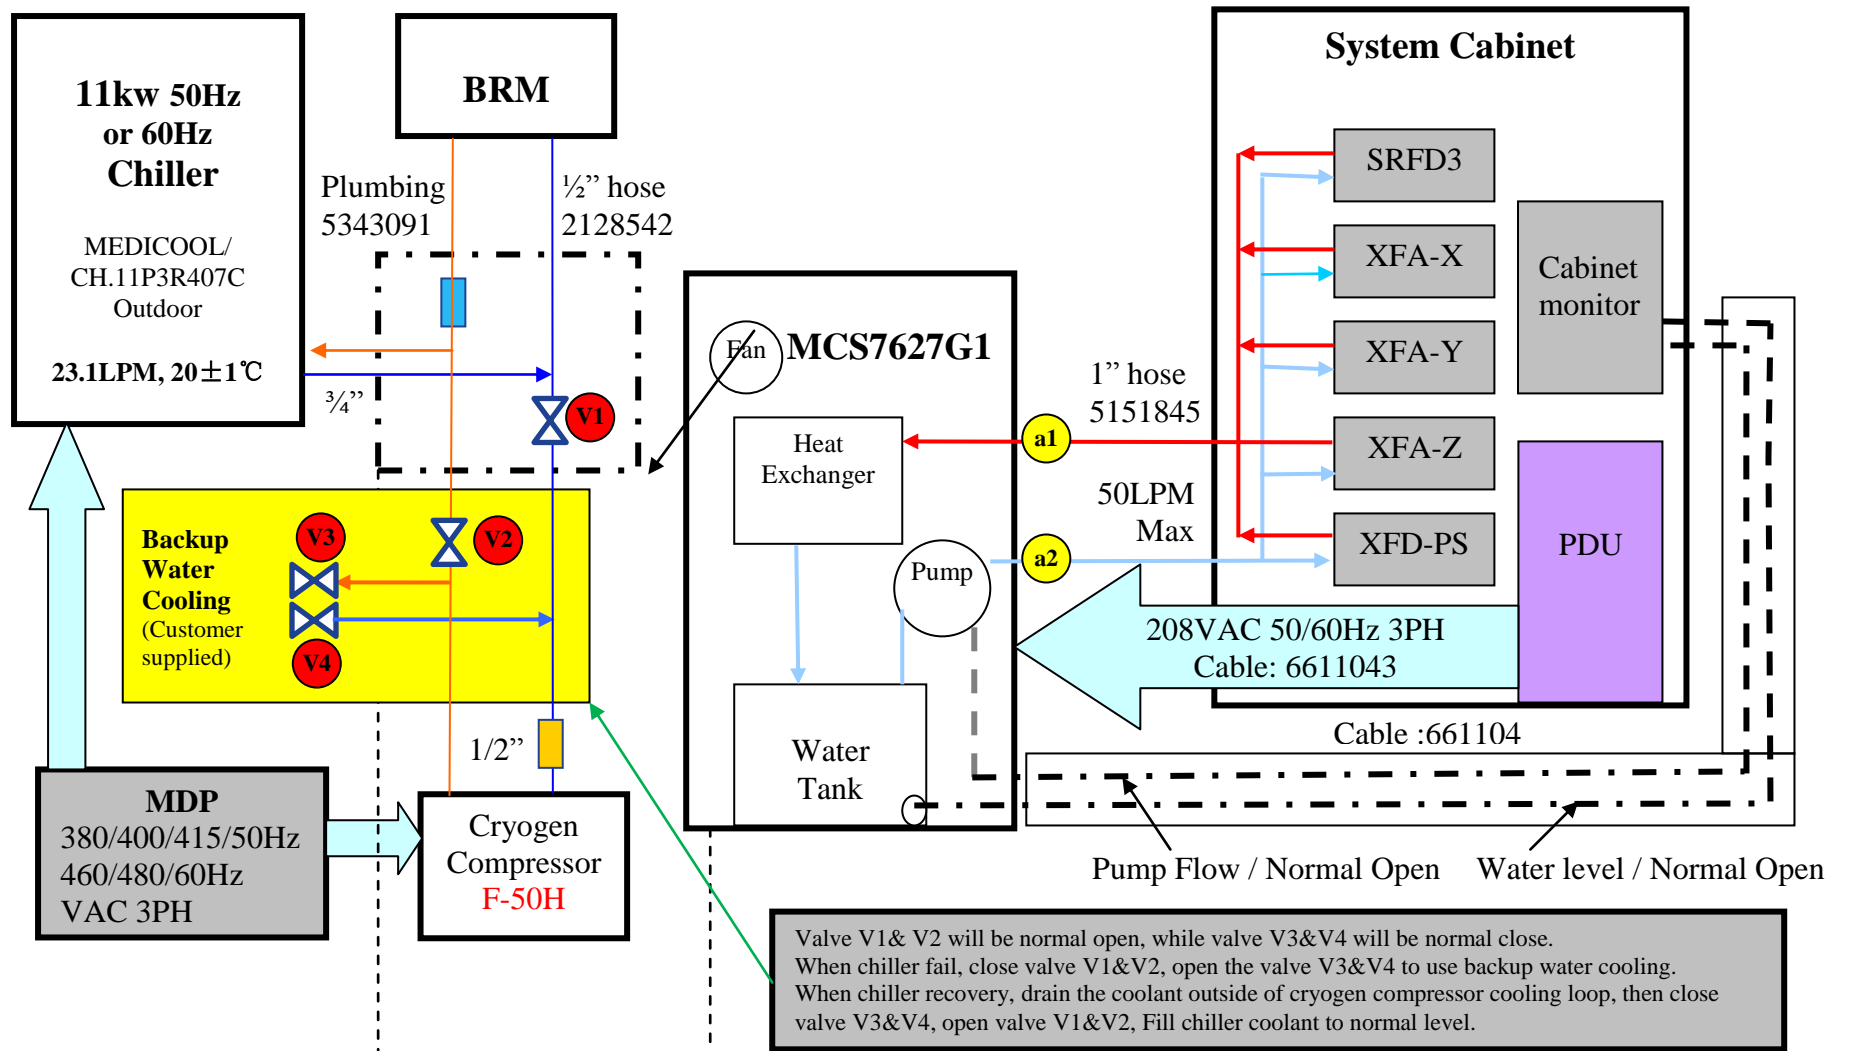 11kw 50Hz
or 60Hz
Chiller
MEDICOOL/
CH.11P3R407C
Outdoor
23.1LPM, 20±1℃
BRM
Plumbing
5343091
½” hose
2128542
¾”
V1
Backup
Water
Cooling
(Customer
supplied)
V3
V2
V4
1/2”
MDP
380/400/415/50Hz
460/480/60Hz
VAC 3PH
Cryogen
Compressor
F-50H
Fan
MCS7627G1
Heat
Exchanger
Pump
Water
Tank
1” hose
5151845
a1
50LPM
Max
a2
System Cabinet
SRFD3
XFA-X
XFA-Y
XFA-Z
XFD-PS
Cabinet
monitor
PDU
208VAC 50/60Hz 3PH
Cable: 6611043
Cable :661104
Pump Flow / Normal Open
Water level / Normal Open
Valve V1& V2 will be normal open, while valve V3&V4 will be normal close.
When chiller fail, close valve V1&V2, open the valve V3&V4 to use backup water cooling.
When chiller recovery, drain the coolant outside of cryogen compressor cooling loop, then close
valve V3&V4, open valve V1&V2, Fill chiller coolant to normal level.